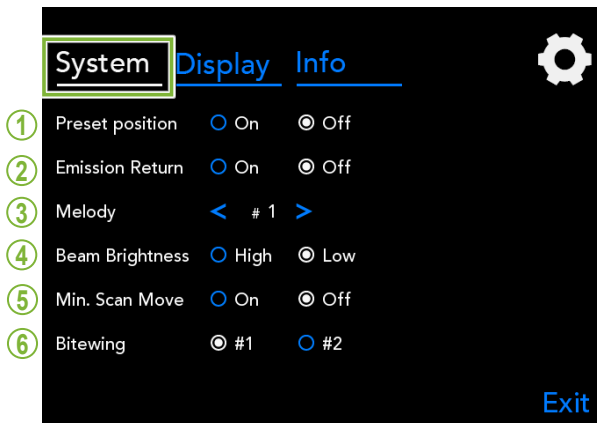 System Display Info
① Preset position On Off
② Emission Return On Off
③ Melody < # 1 >
④ Beam Brightness High Low
⑤ Min. Scan Move On Off
⑥ Bitewing #1 #2
Exit